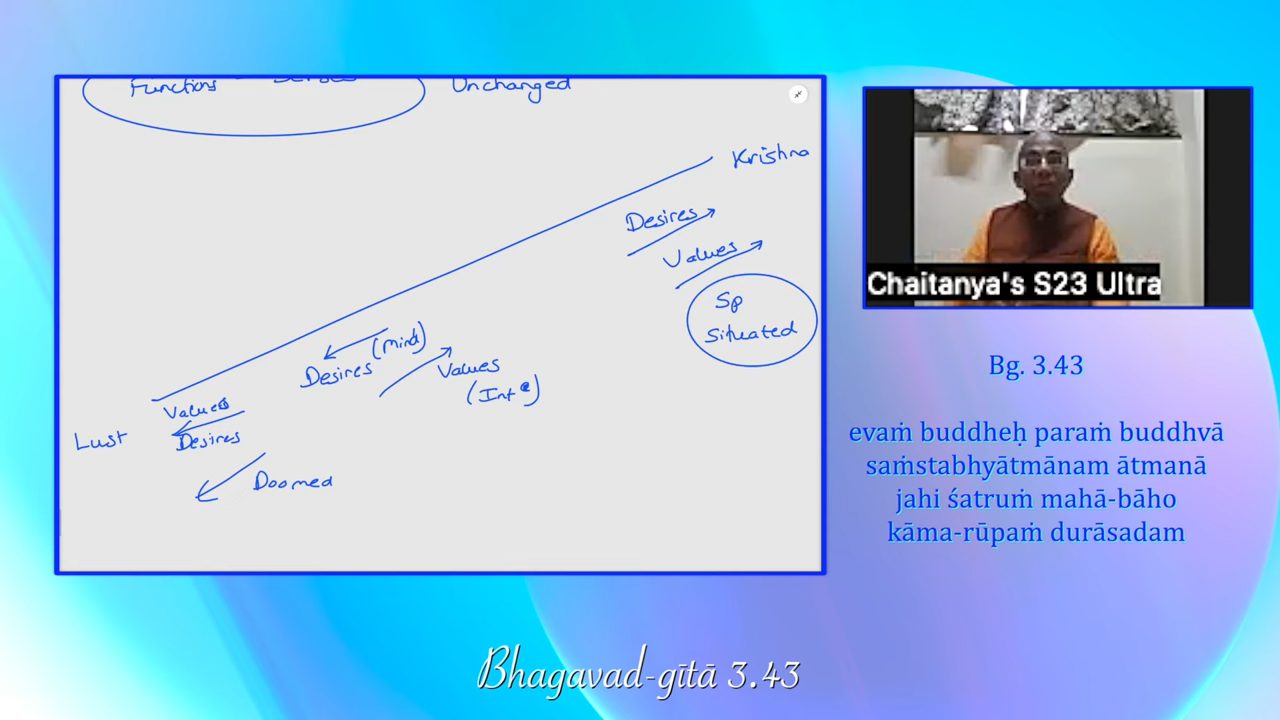 Functions
Unchanged
Krishna
Desires
Values
Sp
situated
(Mind)
Desires
Values
(Int e)
Values
Lust
Desires
Doomed
Chaitanya's S23 Ultra
Bg. 3.43
evaṁ buddheḥ paraṁ buddhvā
saṁstabhyātmānam ātmanā
jahi śatruṁ mahā-bāho
kāma-rūpaṁ durāsadam
Bhagavad-gītā 3.43